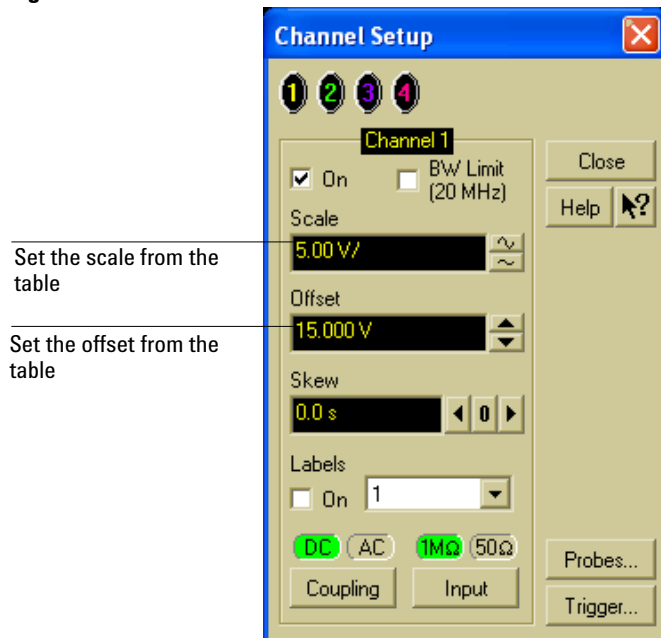 Channel Setup
1 2 3 4
Channel 1
On
BW Limit
(20 MHz)
Close
Help
?
Scale
5.00 V/
Set the scale from the
table
Offset
15.000 V
Set the offset from the
table
Skew
0.0 s
0
Labels
On
1
DC AC 1MΩ 50Ω
Coupling Input
Probes...
Trigger...